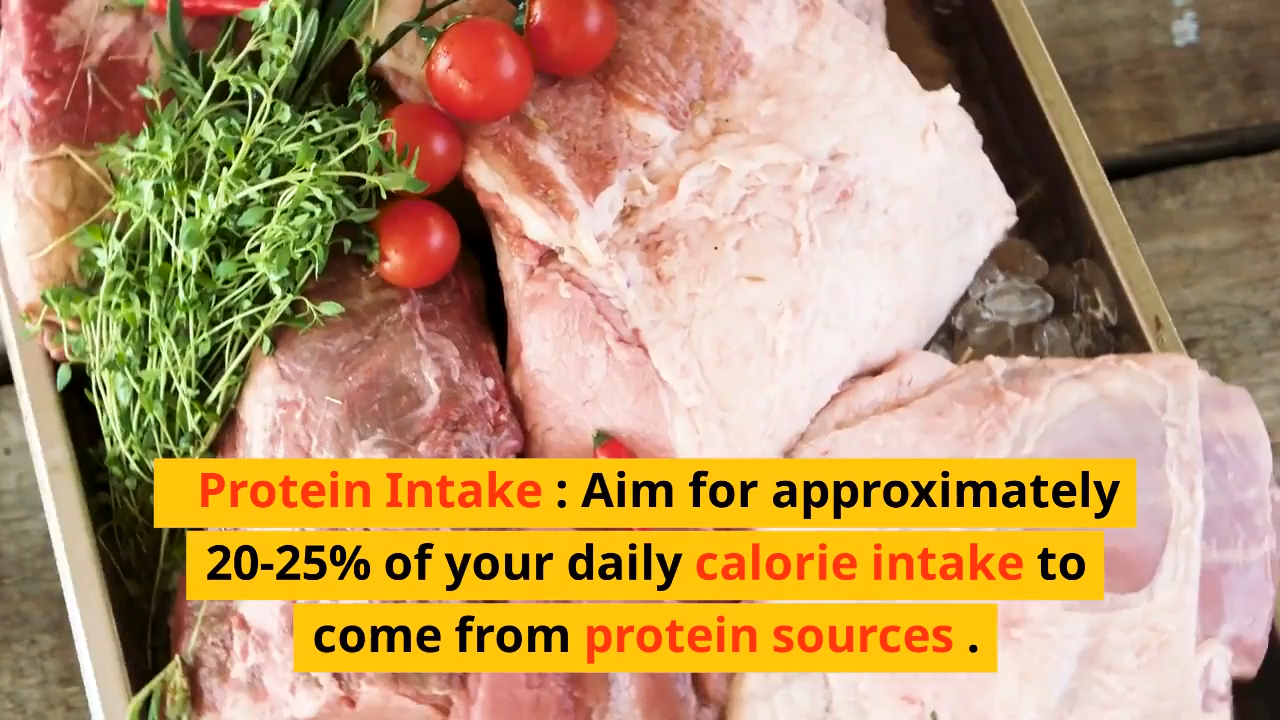 Protein Intake : Aim for approximately
20-25% of your daily calorie intake to
come from protein sources .